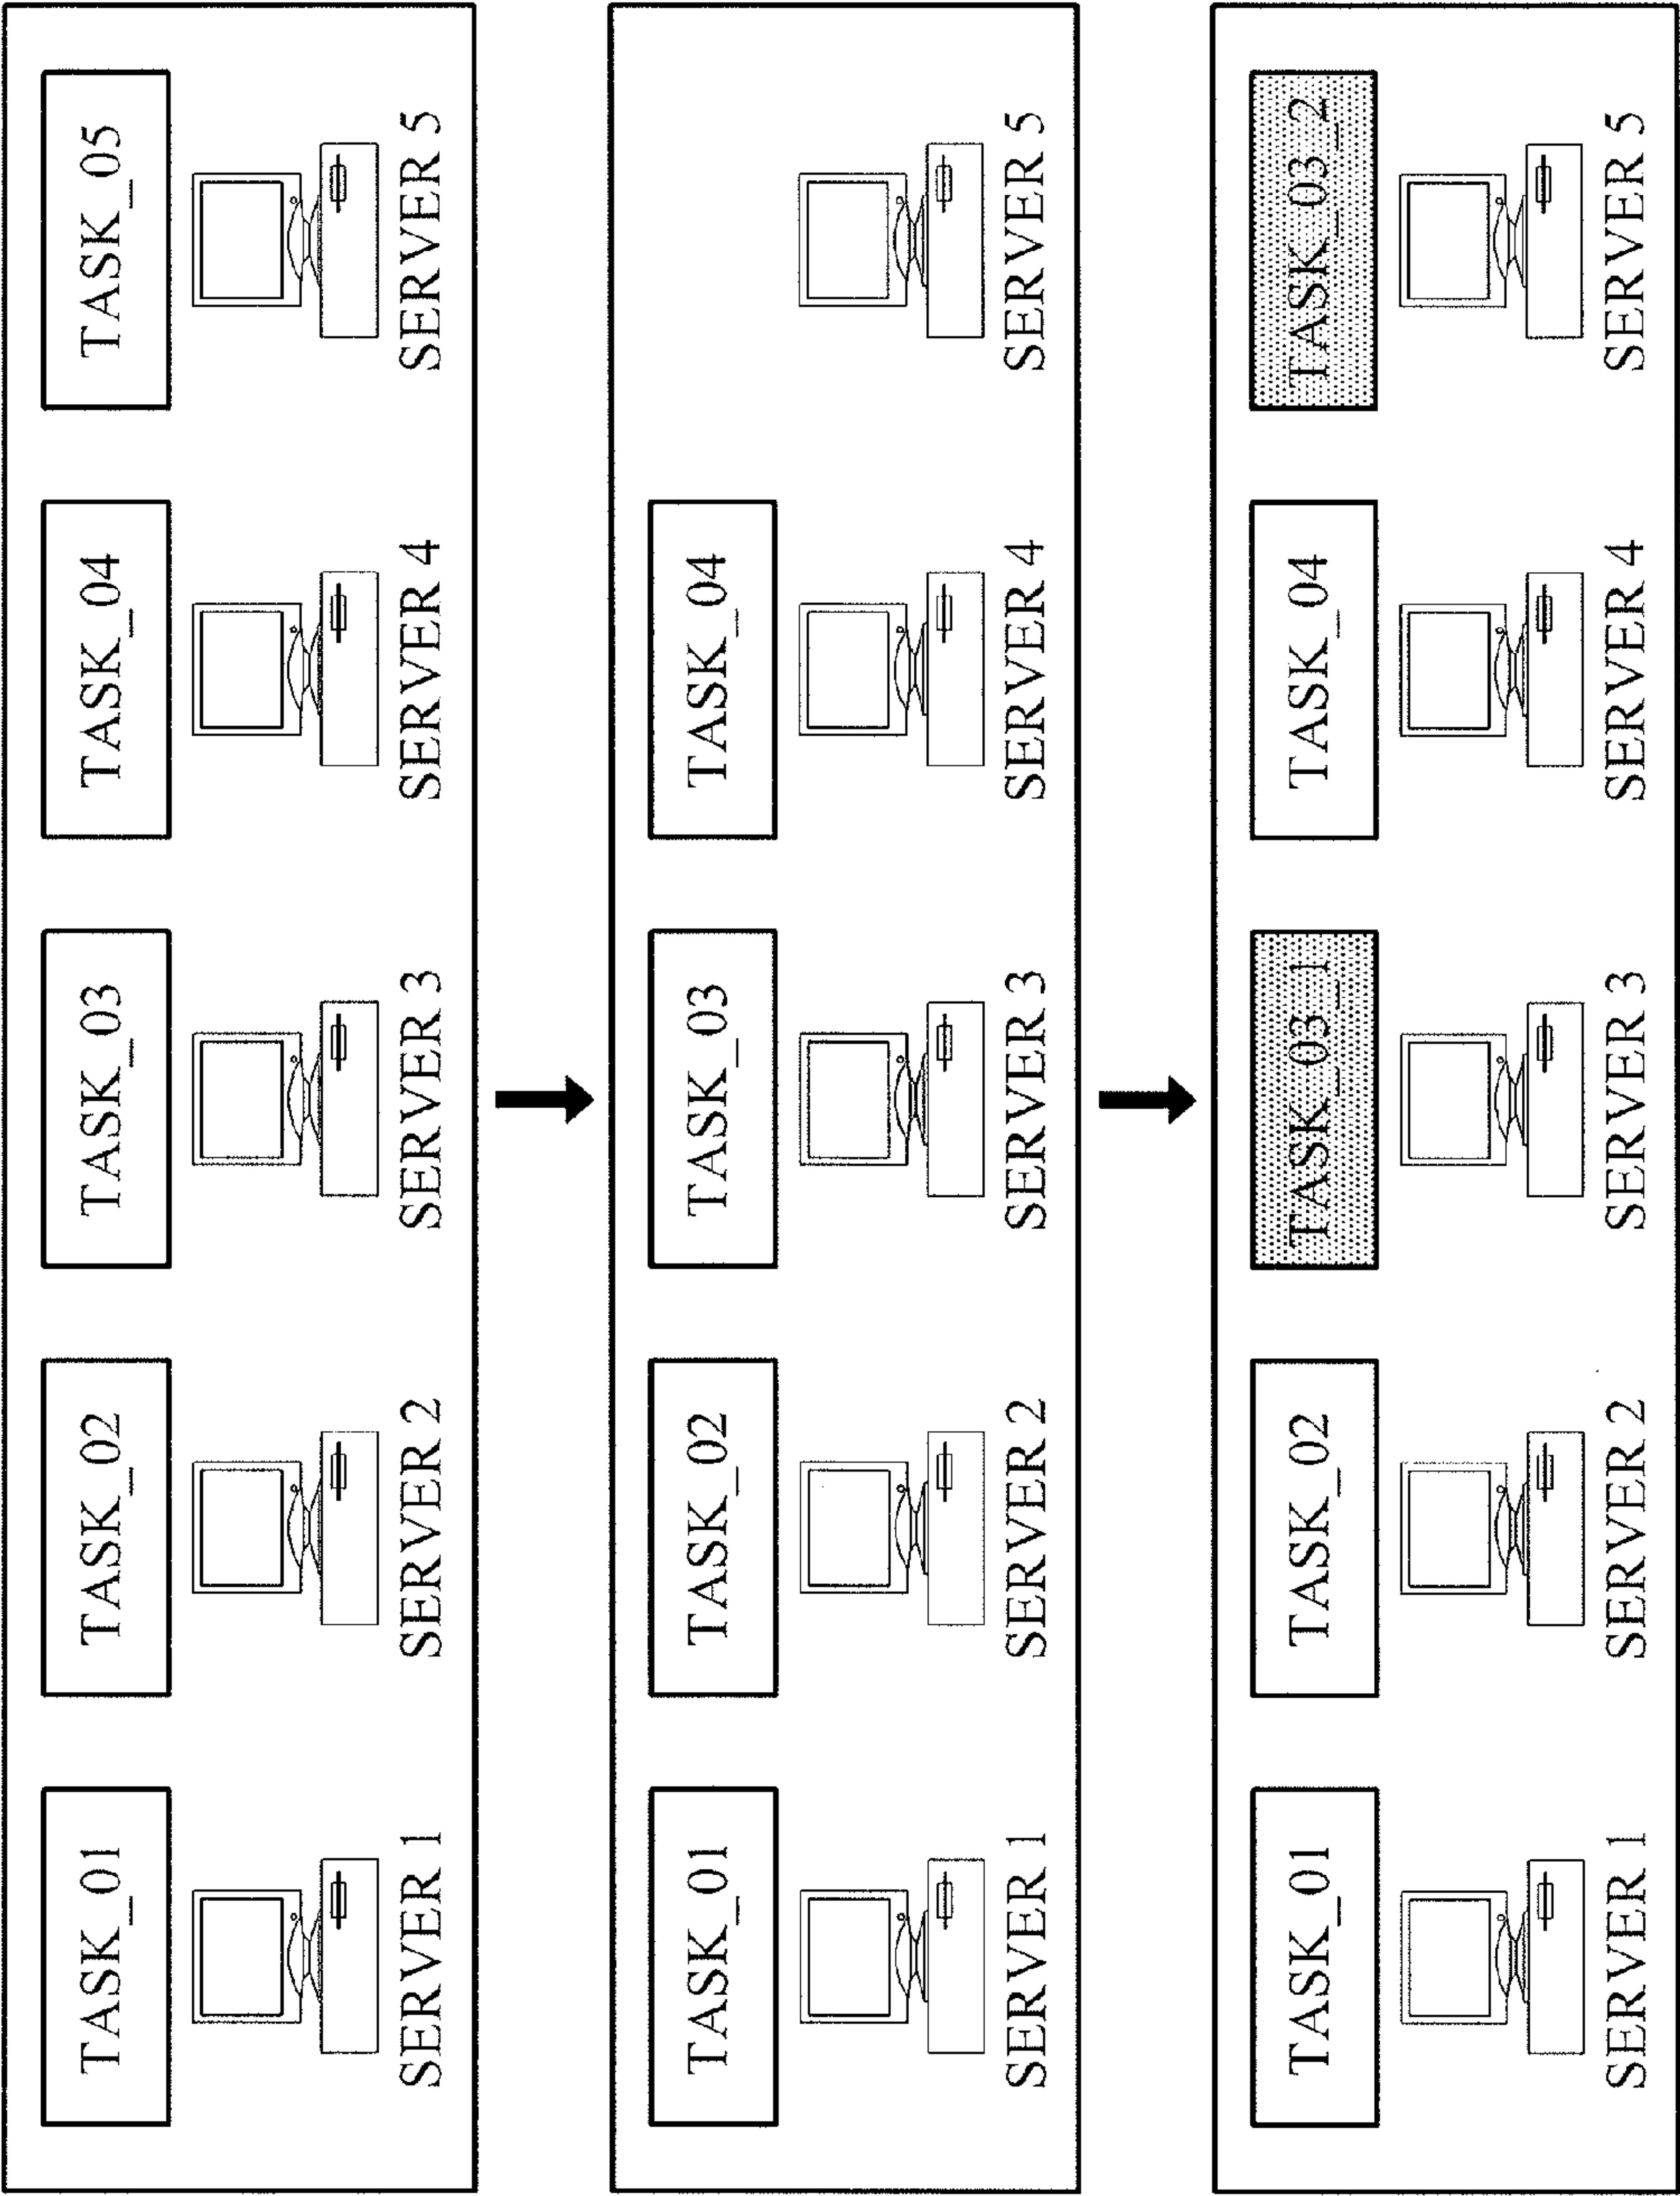 TASK_01 TASK_02 TASK_03 TASK_04 TASK_05
SERVER 1 SERVER 2 SERVER 3 SERVER 4 SERVER 5
TASK_01 TASK_02 TASK_03 TASK_04
SERVER 1 SERVER 2 SERVER 3 SERVER 4 SERVER 5
TASK_01 TASK_02 TASK_03_1 TASK_04 TASK_03_2
SERVER 1 SERVER 2 SERVER 3 SERVER 4 SERVER 5